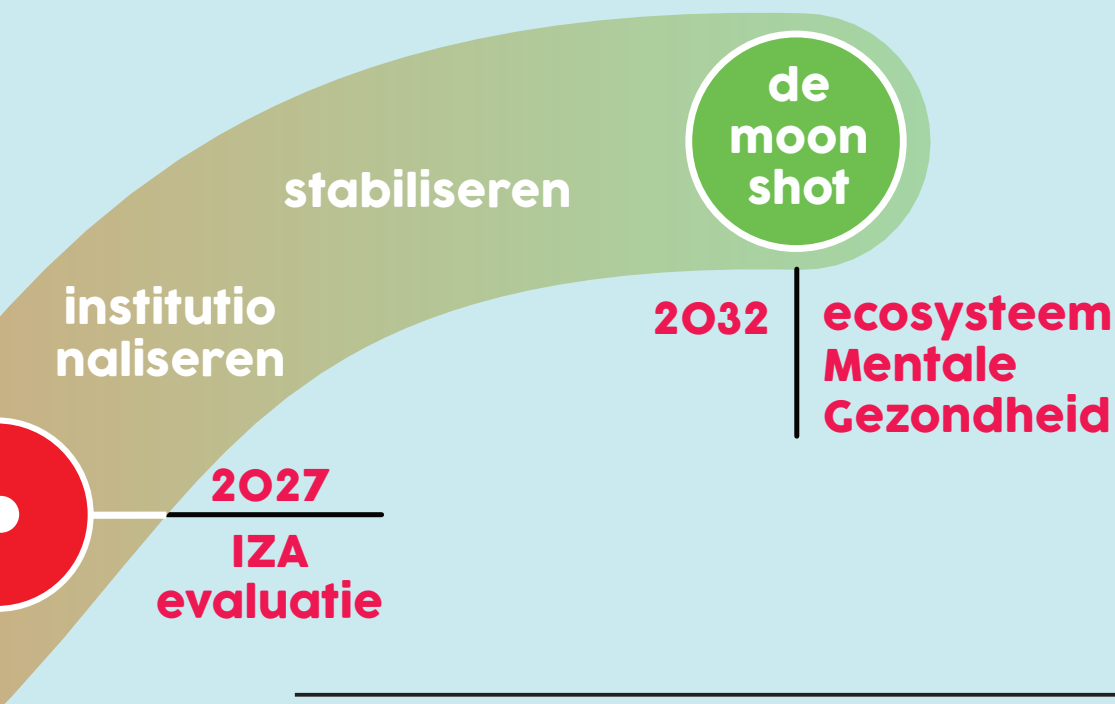 de
moon
shot
stabiliseren
institutio
naliseren
2032
ecosysteem
Mentale
Gezondheid
2027
IZA
evaluatie